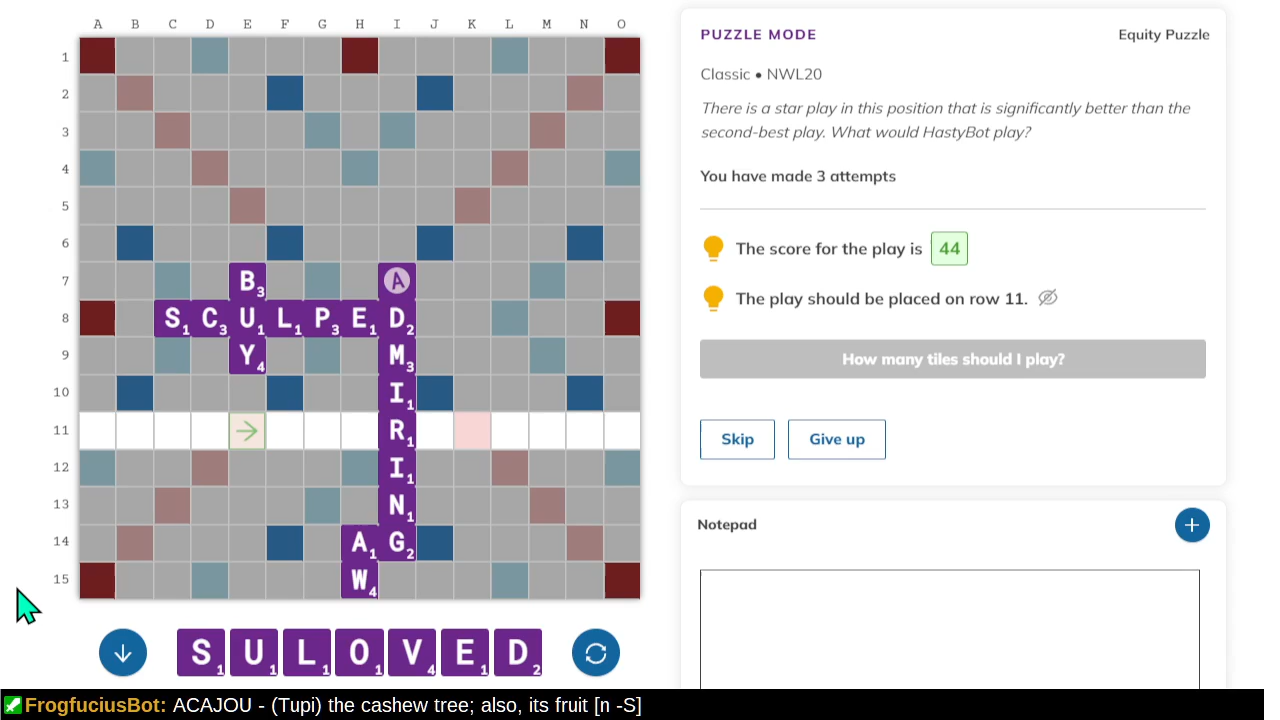 A B C D E F G H I J K L M N O
1
2
3
4
5
6
7 B3 A
8 S1 C3 U1 L1 P3 E1 D2
9 Y4 M3
10 I1
11 R1
12 I1
13 N1
14 A1 G2
15 W4
S1 U1 L1 O1 V4 E1 D2
PUZZLE MODE Equity Puzzle
Classic • NWL20
There is a star play in this position that is significantly better than the
second-best play. What would HastyBot play?
You have made 3 attempts
The score for the play is 44
The play should be placed on row 11.
How many tiles should I play?
Skip Give up
Notepad
FrogfuciusBot: ACAJOU - (Tupi) the cashew tree; also, its fruit [n -S]